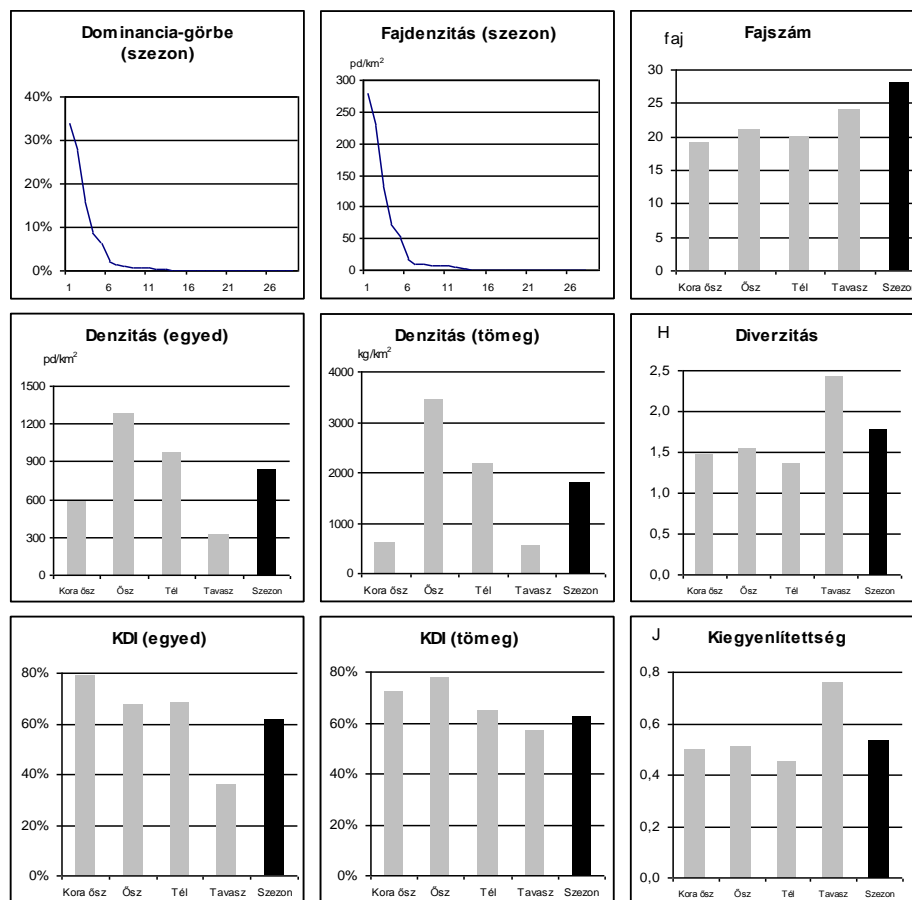 Dominancia-görbe
(szezon)
40%
30%
20%
10%
0%
1 6 11 16 21 26
Fajdenzitás (szezon)
pd/km²
300
250
200
150
100
50
0
1 6 11 16 21 26
faj
Fajszám
30
25
20
15
10
5
0
Kora ősz Ősz Tél Tavasz Szezon
Denzitás (egyed)
pd/km²
1500
1200
900
600
300
0
Kora ősz Ősz Tél Tavasz Szezon
Denzitás (tömeg)
kg/km²
4000
3000
2000
1000
0
Kora ősz Ősz Tél Tavasz Szezon
H
Diverzitás
2,5
2,0
1,5
1,0
0,5
0,0
Kora ősz Ősz Tél Tavasz Szezon
KDI (egyed)
80%
60%
40%
20%
0%
Kora ősz Ősz Tél Tavasz Szezon
KDI (tömeg)
80%
60%
40%
20%
0%
Kora ősz Ősz Tél Tavasz Szezon
J
Kiegyenlítettség
0,8
0,6
0,4
0,2
0,0
Kora ősz Ősz Tél Tavasz Szezon